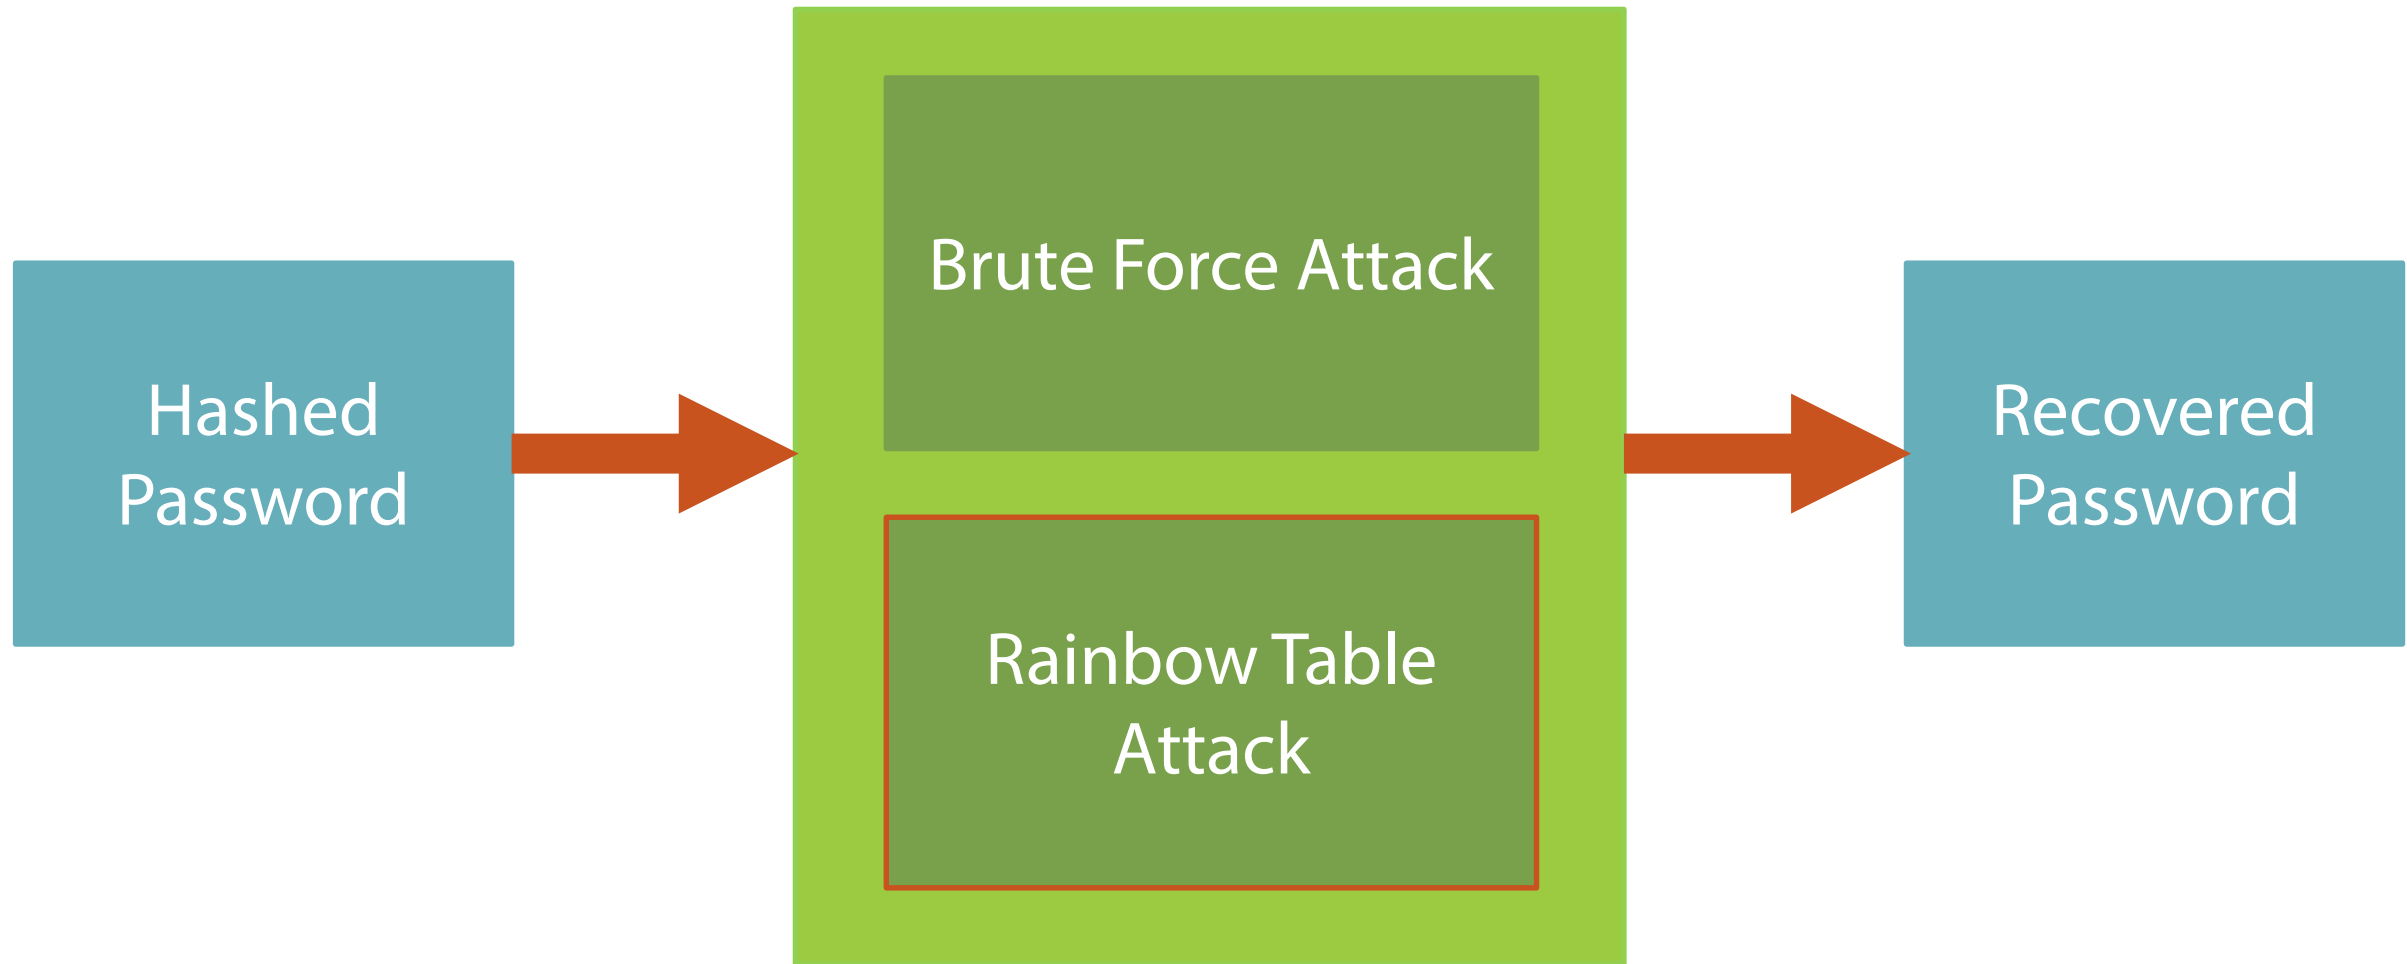 Hashed
Password
Brute Force Attack
Rainbow Table
Attack
Recovered
Password